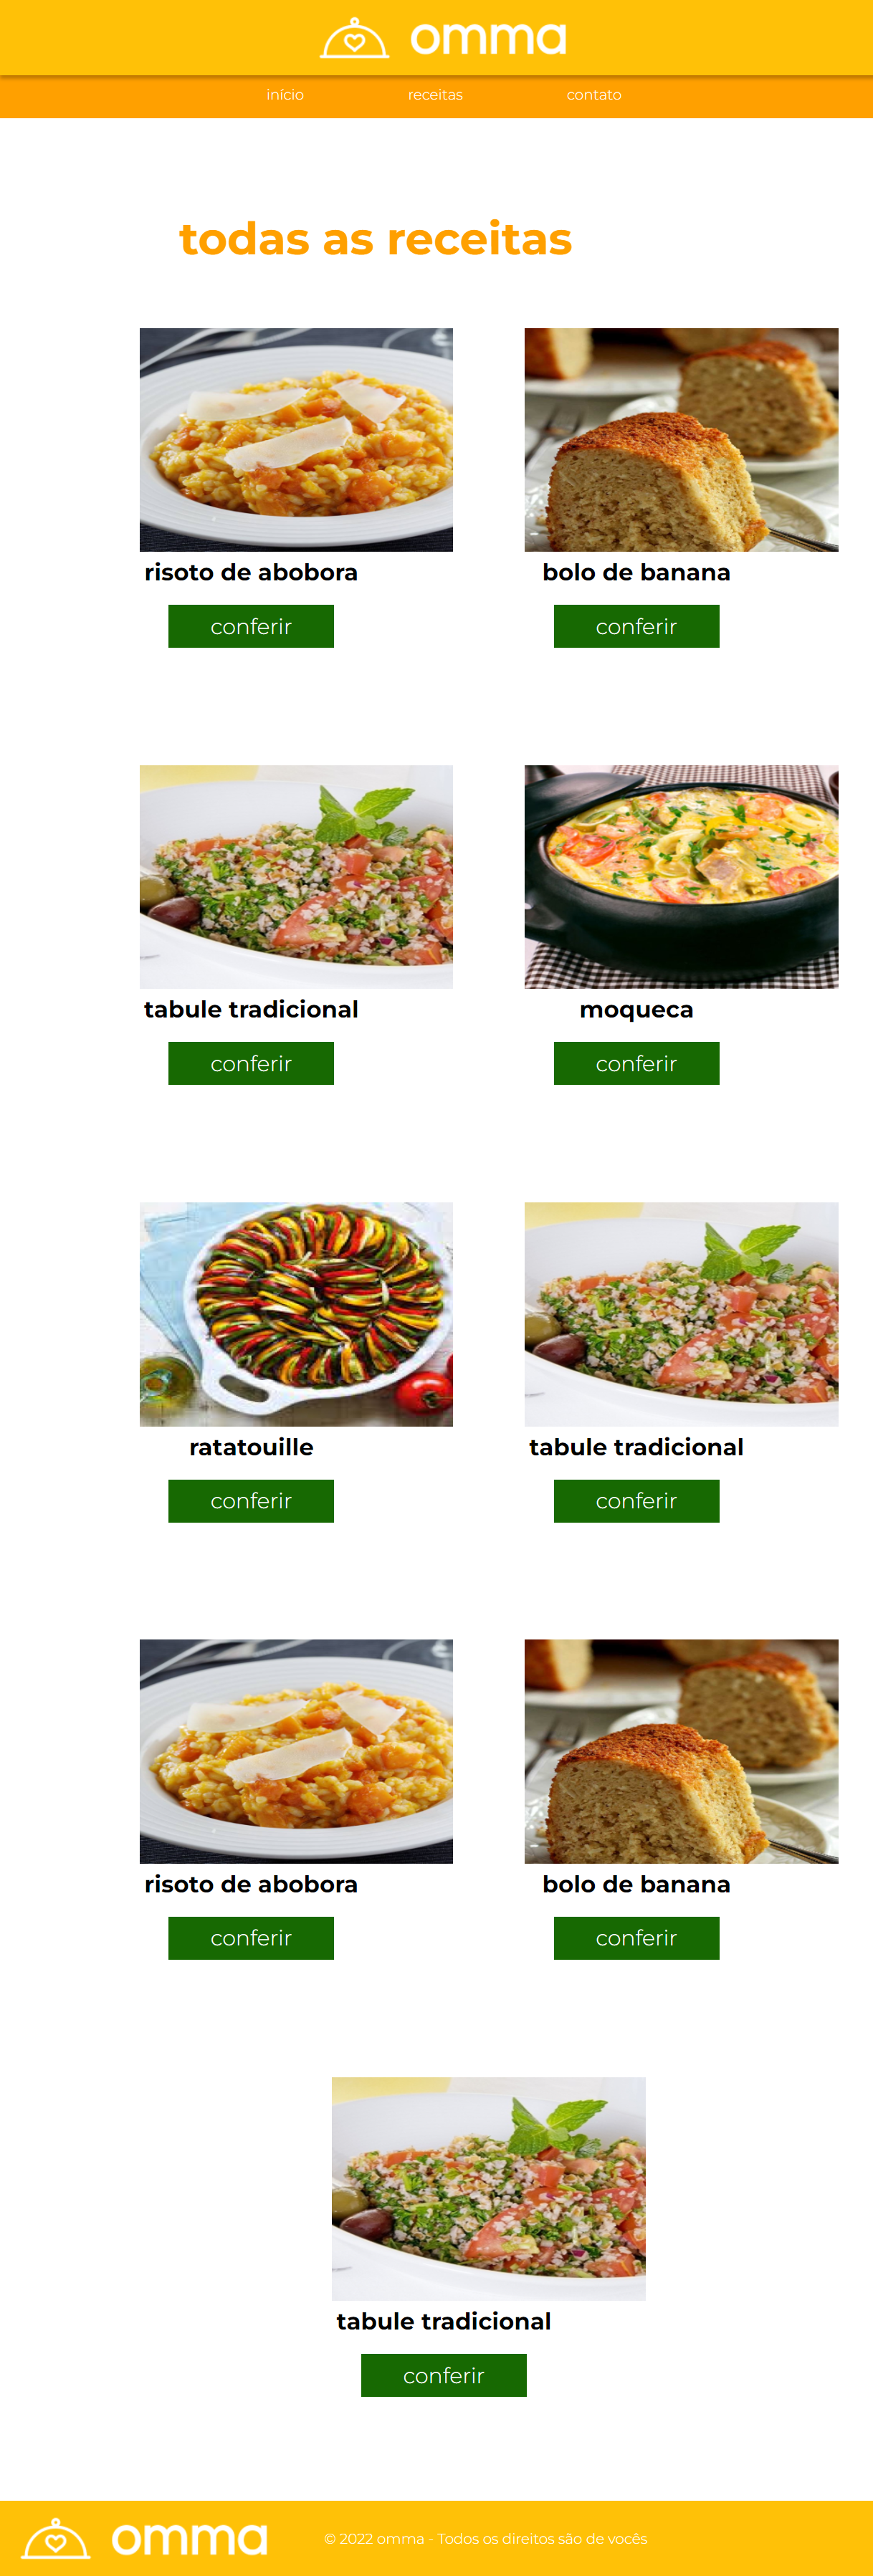 omma
início receitas contato
todas as receitas
risoto de abobora bolo de banana
conferir conferir
tabule tradicional moqueca
conferir conferir
ratatouille tabule tradicional
conferir conferir
risoto de abobora bolo de banana
conferir conferir
tabule tradicional
conferir
omma © 2022 omma - Todos os direitos são de vocês